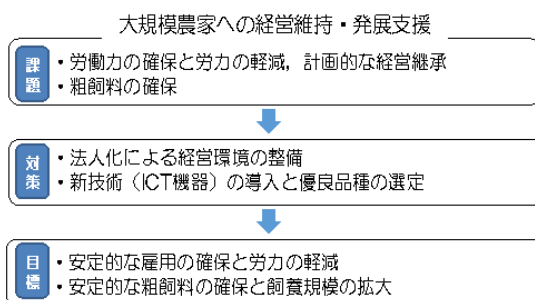 大規模農家への経営維持・発展支援
課題
・労働力の確保と労力の軽減，計画的な経営継承
・粗飼料の確保
対策
・法人化による経営環境の整備
・新技術（ICT機器）の導入と優良品種の選定
目標
・安定的な雇用の確保と労力の軽減
・安定的な粗飼料の確保と飼養規模の拡大